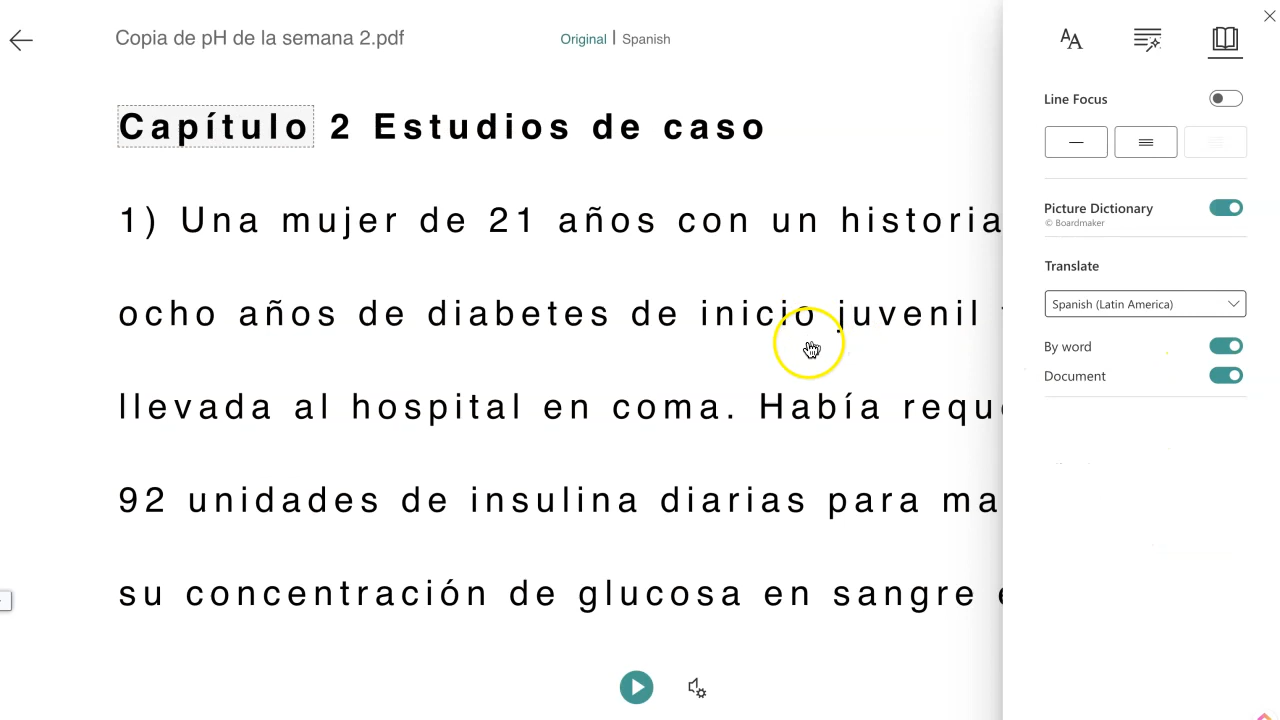 Copia de pH de la semana 2.pdf
Original | Spanish
Capítulo 2 Estudios de caso
1) Una mujer de 21 años con un historia
ocho años de diabetes de inicio juvenil
llevada al hospital en coma. Había
92 unidades de insulina diarias para
su concentración de glucosa en sangre
Line Focus
Picture Dictionary
© Boardmaker
Translate
Spanish (Latin America)
By word
Document